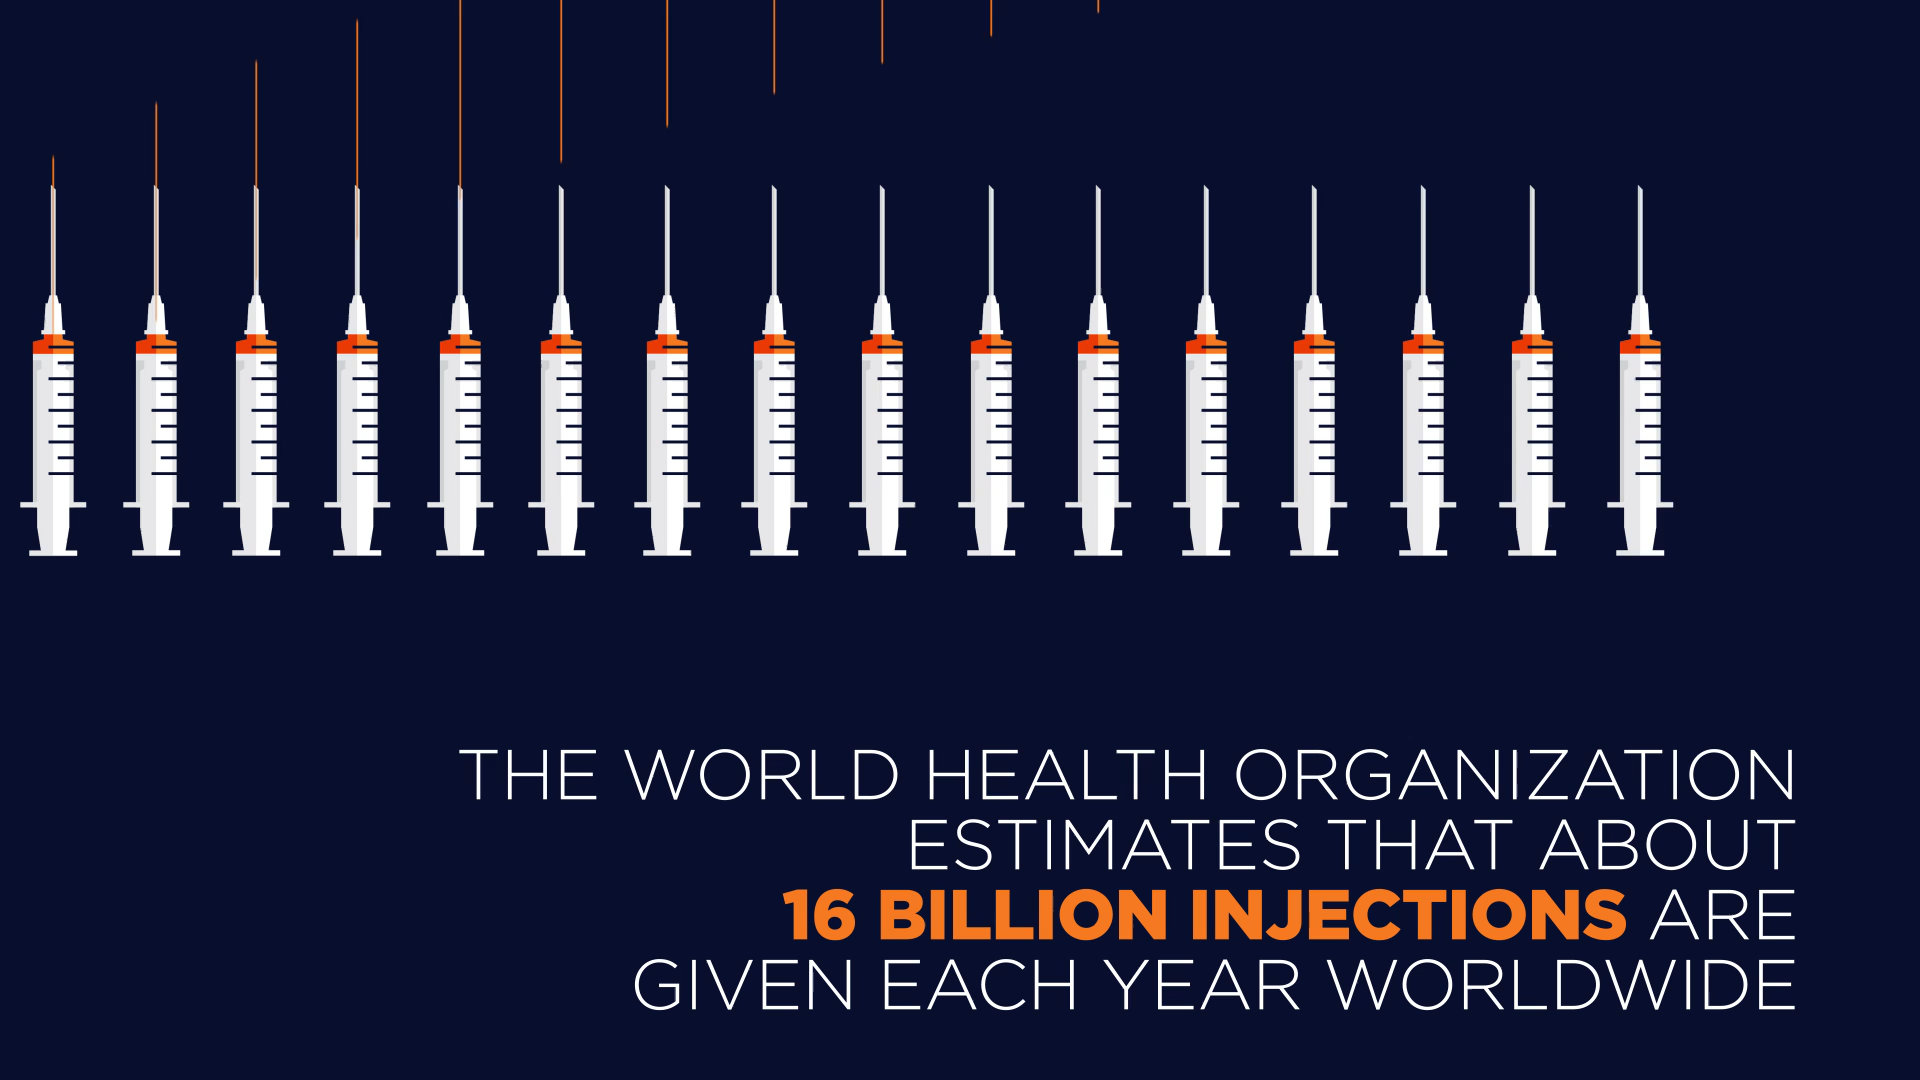 THE WORLD HEALTH ORGANIZATION
ESTIMATES THAT ABOUT
16 BILLION INJECTIONS ARE
GIVEN EACH YEAR WORLDWIDE